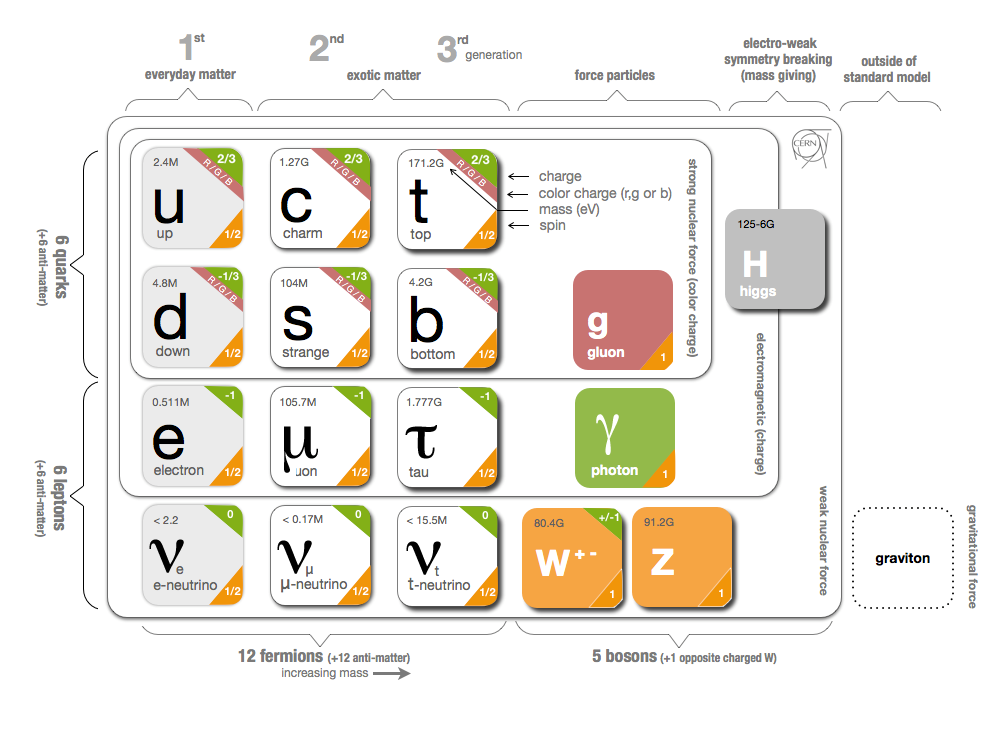 1st
2nd
3rd generation
everyday matter
exotic matter
force particles
electro-weak
symmetry breaking
(mass giving)
outside of
standard model
CERN
6 quarks
(+6 anti-matter)
2.4M
2/3
R/G/B
u
up
1/2
1.27G
2/3
R/G/B
c
charm
1/2
171.2G
2/3
R/G/B
t
top
1/2
charge
color charge (r,g or b)
mass (eV)
spin
strong nuclear force (color charge)
125-6G
H
higgs
4.8M
-1/3
R/G/B
d
down
1/2
104M
-1/3
R/G/B
s
strange
1/2
4.2G
-1/3
R/G/B
b
bottom
1/2
g
gluon
1
electromagnetic (charge)
6 leptons
(+6 anti-matter)
0.511M
-1
e
electron
1/2
105.7M
-1
μ
uon
1/2
1.777G
-1
τ
tau
1/2
γ
photon
1
weak nuclear force
< 2.2
0
νe
e-neutrino
1/2
< 0.17M
0
νμ
μ-neutrino
1/2
< 15.5M
0
νt
t-neutrino
1/2
80.4G
+/-1
W+ -
1
91.2G
Z
1
graviton
gravitational force
12 fermions (+12 anti-matter)
increasing mass
5 bosons (+1 opposite charged W)